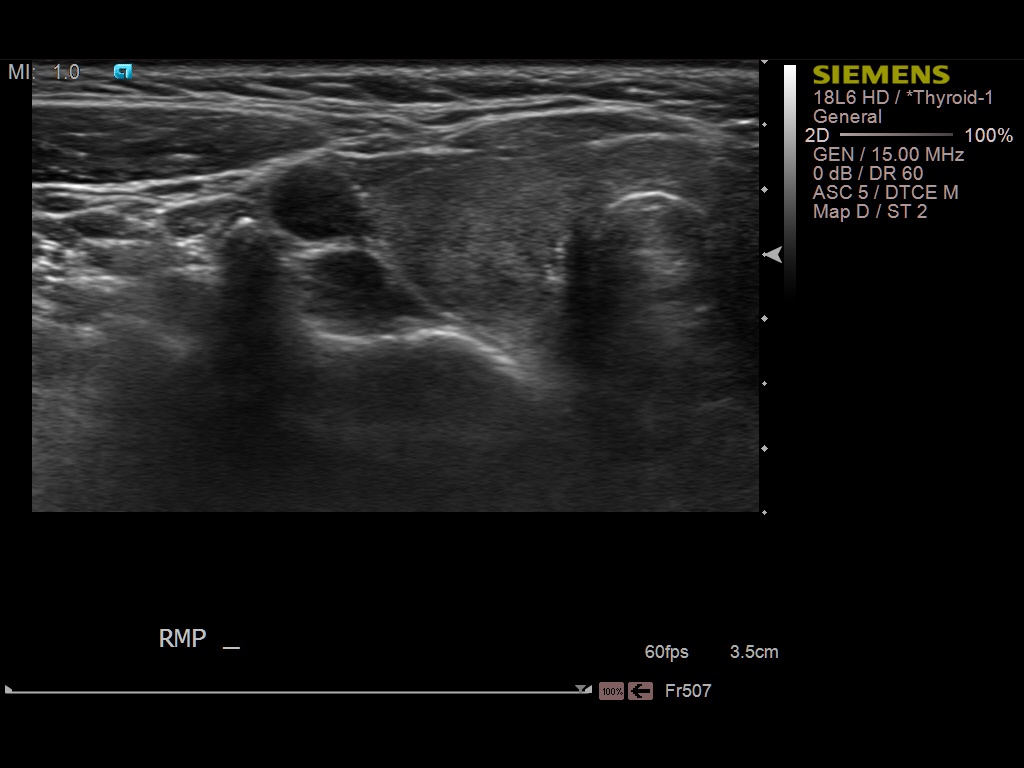 MI: 1.0
SIEMENS
18L6 HD / *Thyroid-1
General
2D 100%
GEN / 15.00 MHz
0 dB / DR 60
ASC 5 / DTCE M
Map D / ST 2
RMP _
60fps 3.5cm
100% Fr507